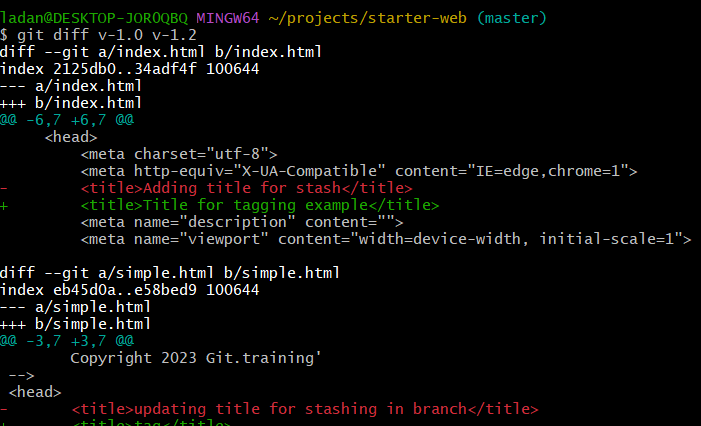 ladan@DESKTOP-JOR0QBQ MINGW64 ~/projects/starter-web (master)
$ git diff v-1.0 v-1.2
diff --git a/index.html b/index.html
index 2125db0..34adf4f 100644
--- a/index.html
+++ b/index.html
@@ -6,7 +6,7 @@
     <head>
         <meta charset="utf-8">
         <meta http-equiv="X-UA-Compatible" content="IE=edge,chrome=1">
-        <title>Adding title for stash</title>
+        <title>Title for tagging example</title>
         <meta name="description" content="">
         <meta name="viewport" content="width=device-width, initial-scale=1">

diff --git a/simple.html b/simple.html
index eb45d0a..e58bed9 100644
--- a/simple.html
+++ b/simple.html
@@ -3,7 +3,7 @@
        Copyright 2023 Git.training'
 -->
 <head>
-       <title>updating title for stashing in branch</title>
+       <title>tag</title>